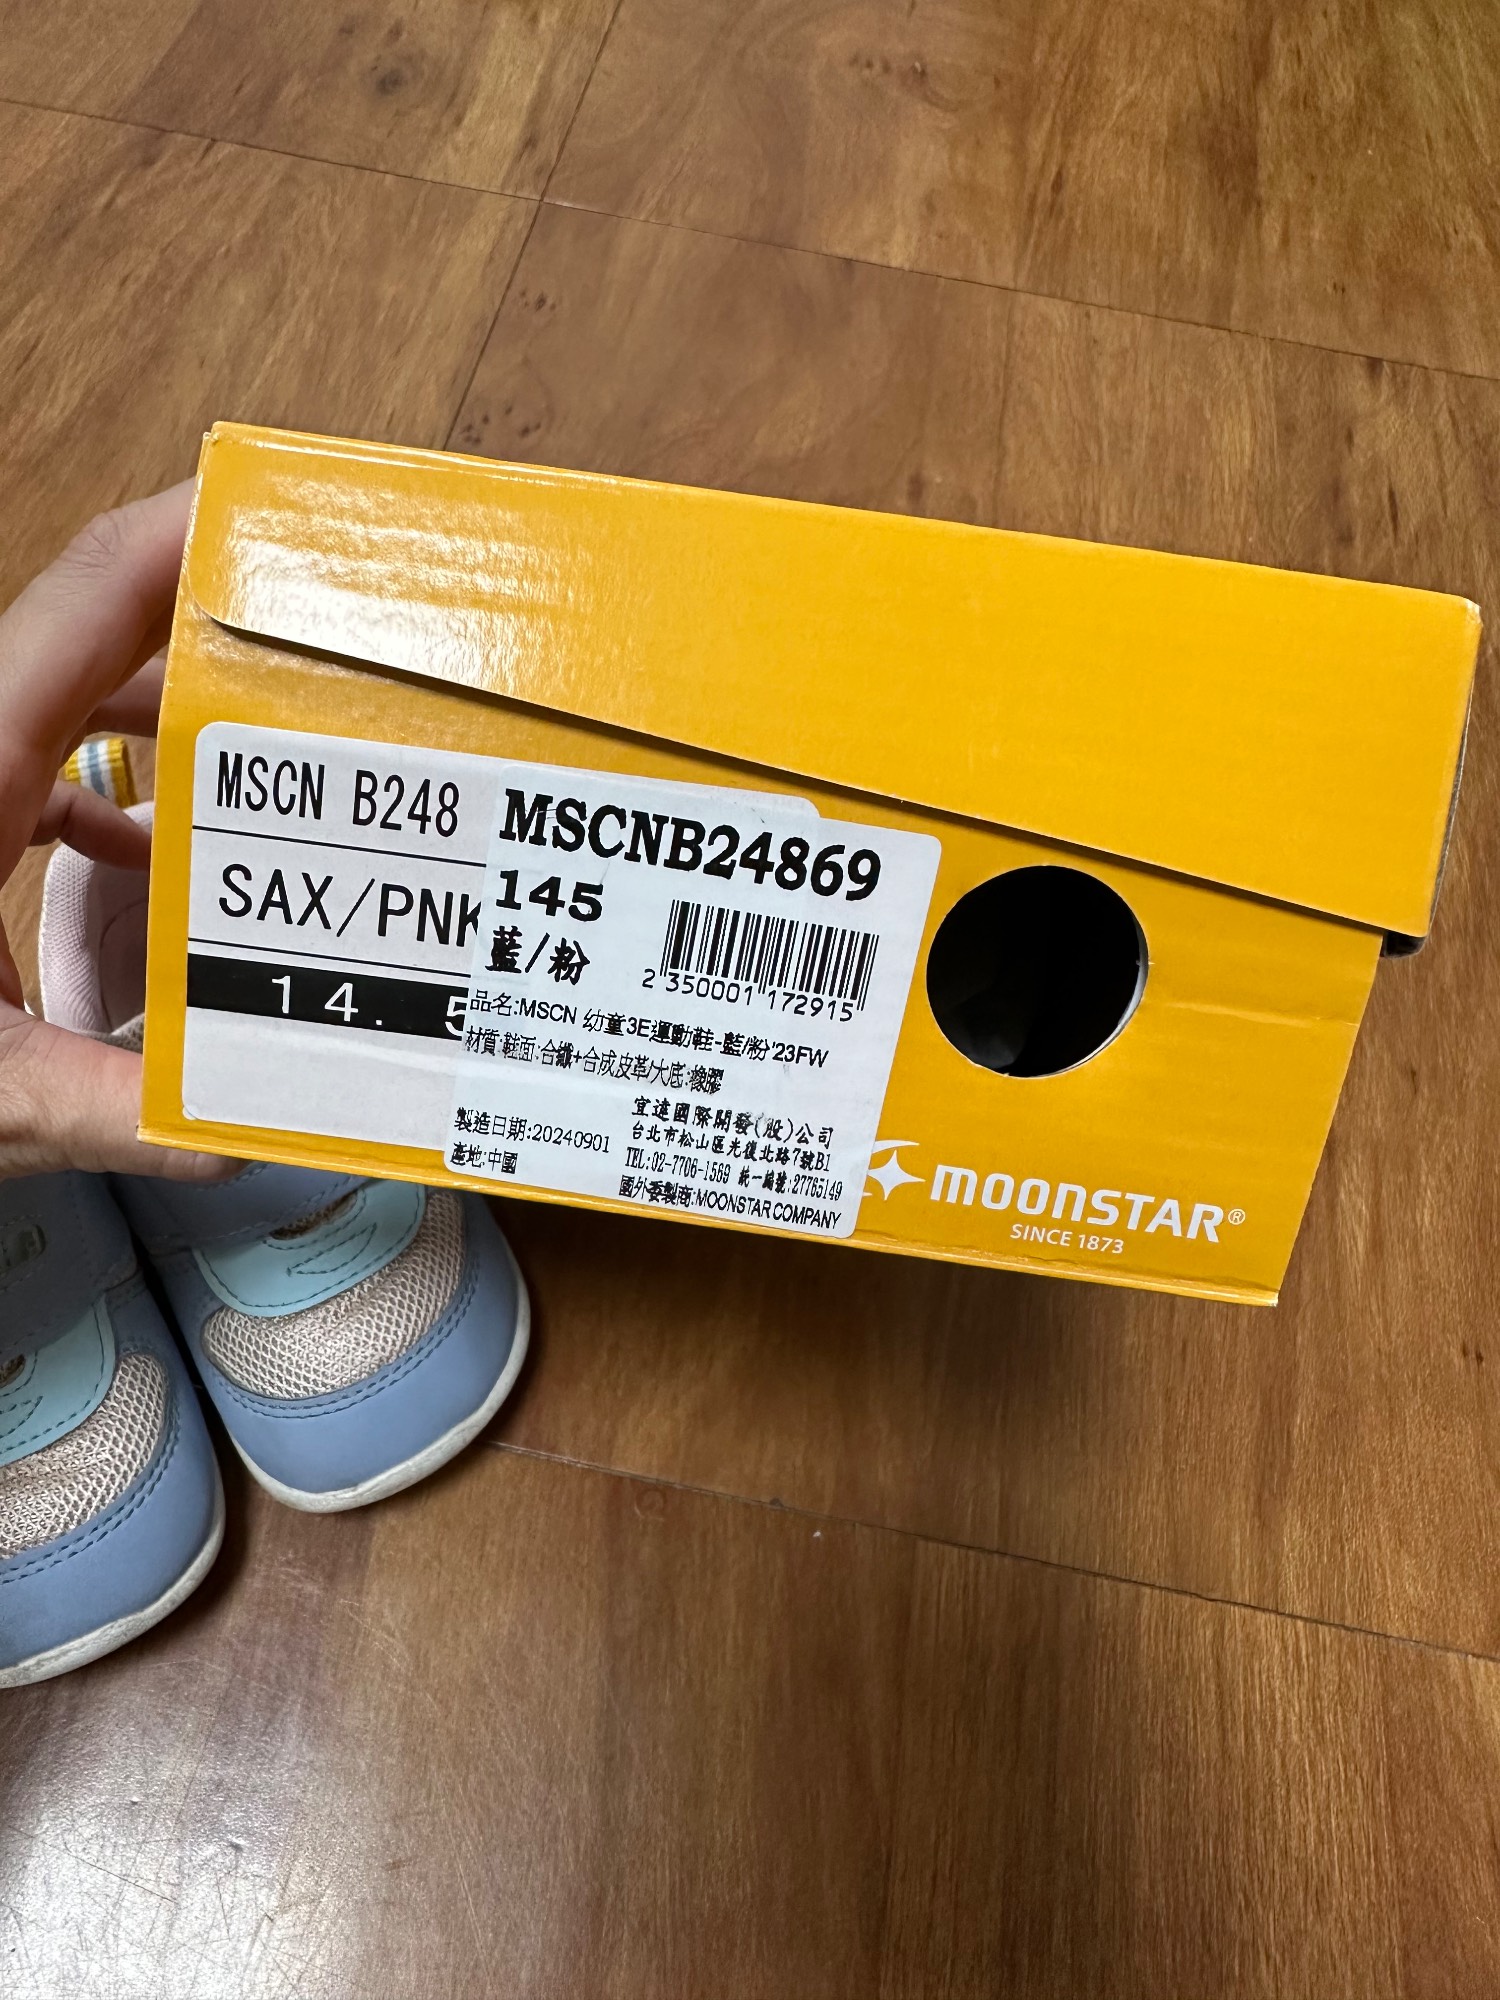 MSCN B248
SAX/PNK
14.5
MSCNB24869
145
藍/粉
2 350001 172915
品名:MSCN 幼童3E運動鞋-藍/粉'23FW
材質:鞋面:合纖+合成皮革/大底:橡膠
製造日期:20240901
產地:中國
宜達國際開發(股)公司
台北市松山區光復北路7號B1
TEL:02-7706-1569 統一編號:27765149
國外委製商:MOONSTAR COMPANY
MOONSTAR®
SINCE 1873